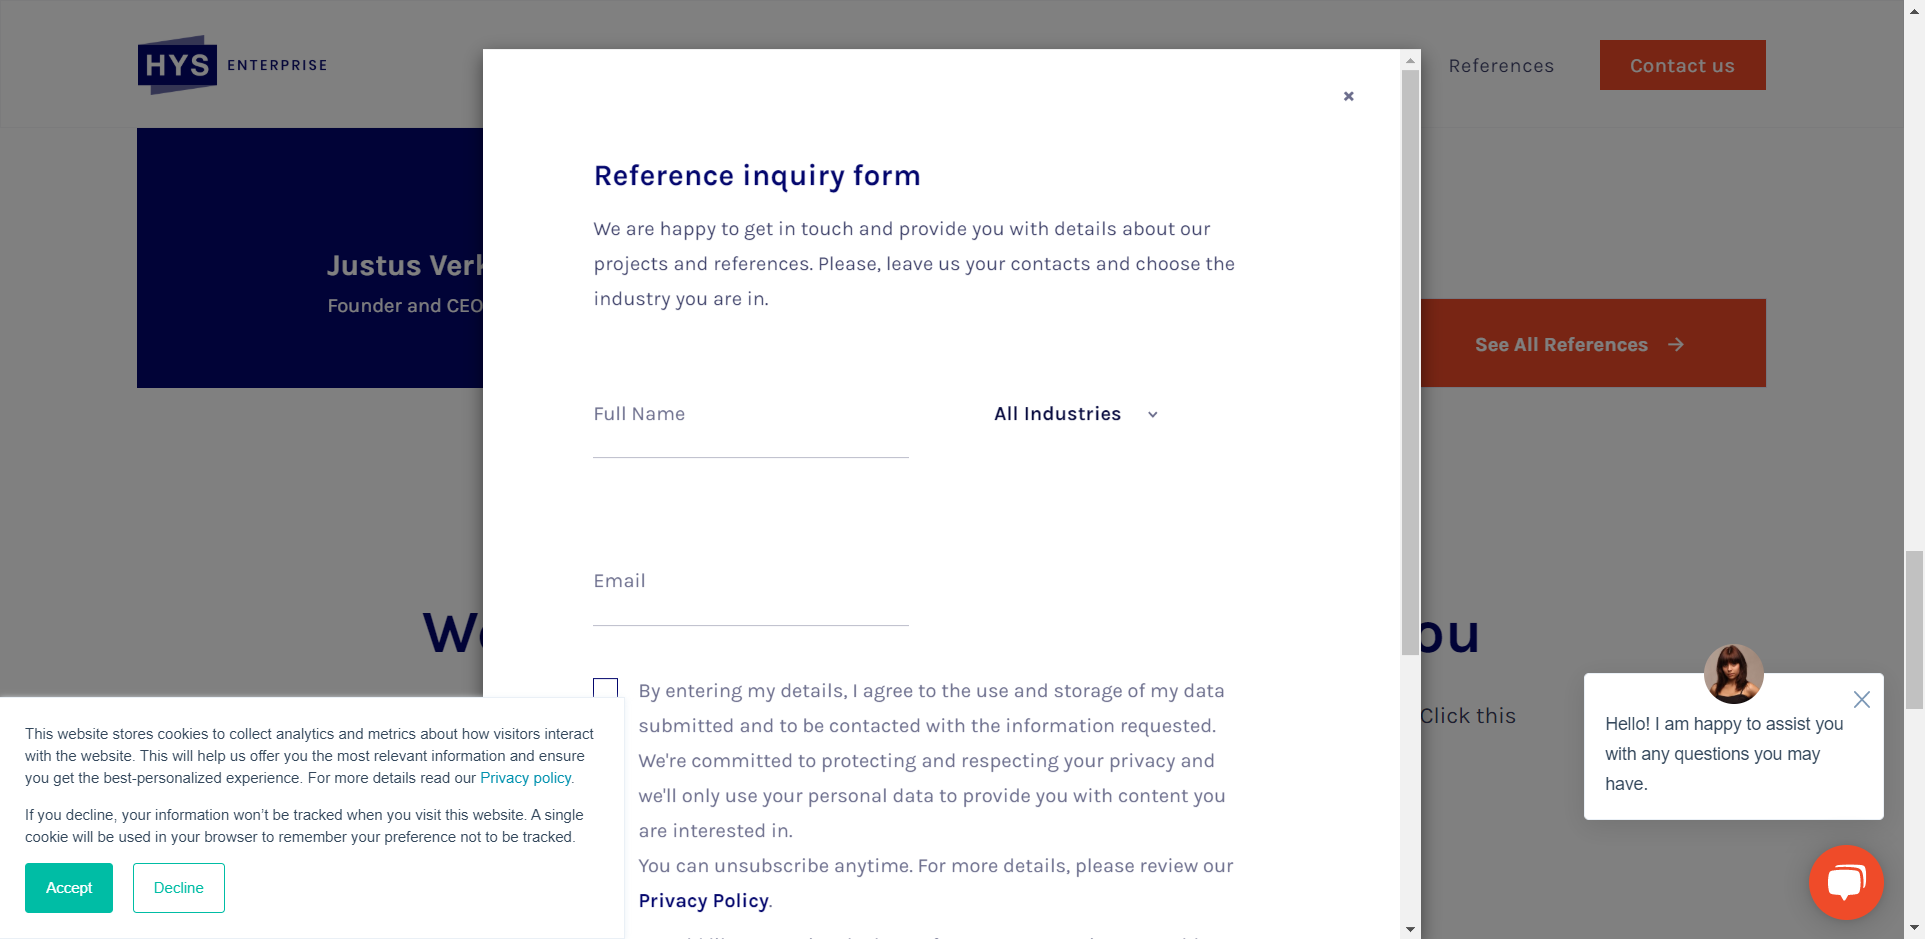 HYS ENTERPRISE
References
Contact us
Reference inquiry form
We are happy to get in touch and provide you with details about our
projects and references. Please, leave us your contacts and choose the
industry you are in.
Justus Verk
Founder and CEO
See All References
Full Name
All Industries
Email
We
ou
By entering my details, I agree to the use and storage of my data
submitted and to be contacted with the information requested.
We're committed to protecting and respecting your privacy and
we'll only use your personal data to provide you with content you
are interested in.
You can unsubscribe anytime. For more details, please review our
Privacy Policy.
Click this
Hello! I am happy to assist you
with any questions you may
have.
This website stores cookies to collect analytics and metrics about how visitors interact
with the website. This will help us offer you the most relevant information and ensure
you get the best-personalized experience. For more details read our Privacy policy.
If you decline, your information won’t be tracked when you visit this website. A single
cookie will be used in your browser to remember your preference not to be tracked.
Accept
Decline